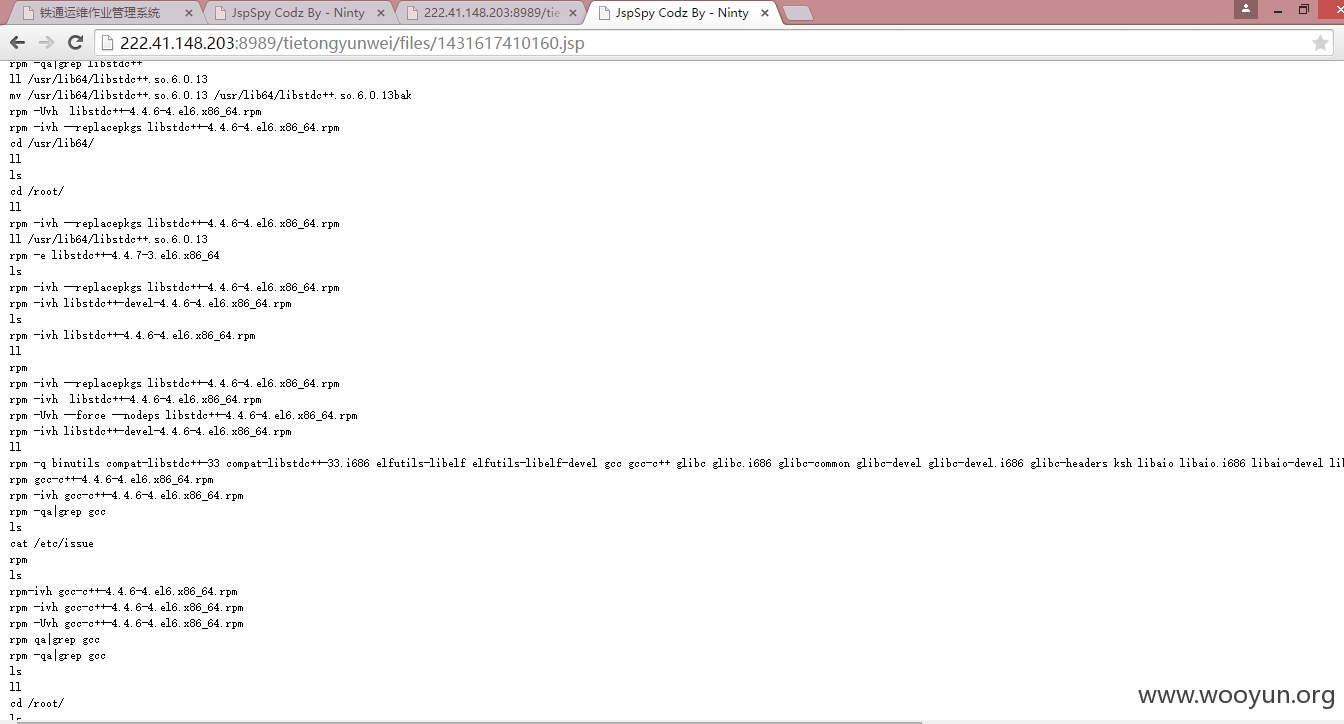 铁通运维作业管理系统
JspSpy Codz By - Ninty
222.41.148.203:8989/tie
JspSpy Codz By - Ninty
222.41.148.203:8989/tietongyunwei/files/1431617410160.jsp
rpm -qa|grep libstdc++
ll /usr/lib64/libstdc++.so.6.0.13
mv /usr/lib64/libstdc++.so.6.0.13 /usr/lib64/libstdc++.so.6.0.13bak
rpm -Uvh  libstdc++-4.4.6-4.el6.x86_64.rpm
rpm -ivh --replacepkgs libstdc++-4.4.6-4.el6.x86_64.rpm
cd /usr/lib64/
ll
ls
cd /root/
ll
rpm -ivh --replacepkgs libstdc++-4.4.6-4.el6.x86_64.rpm
ll /usr/lib64/libstdc++.so.6.0.13
rpm -e libstdc++-4.4.7-3.el6.x86_64
ls
rpm -ivh --replacepkgs libstdc++-4.4.6-4.el6.x86_64.rpm
rpm -ivh libstdc++-devel-4.4.6-4.el6.x86_64.rpm
ls
rpm -ivh libstdc++-4.4.6-4.el6.x86_64.rpm
ll
rpm
rpm -ivh --replacepkgs libstdc++-4.4.6-4.el6.x86_64.rpm
rpm -ivh  libstdc++-4.4.6-4.el6.x86_64.rpm
rpm -Uvh --force --nodeps libstdc++-4.4.6-4.el6.x86_64.rpm
rpm -ivh libstdc++-devel-4.4.6-4.el6.x86_64.rpm
ll
rpm -q binutils compat-libstdc++-33 compat-libstdc++-33.i686 elfutils-libelf elfutils-libelf-devel gcc gcc-c++ glibc glibc.i686 glibc-common glibc-devel glibc-devel.i686 glibc-headers ksh libaio libaio.i686 libaio-devel lib
rpm gcc-c++-4.4.6-4.el6.x86_64.rpm
rpm -ivh gcc-c++-4.4.6-4.el6.x86_64.rpm
rpm -qa|grep gcc
ls
cat /etc/issue
rpm
ls
rpm-ivh gcc-c++-4.4.6-4.el6.x86_64.rpm
rpm -ivh gcc-c++-4.4.6-4.el6.x86_64.rpm
rpm -Uvh gcc-c++-4.4.6-4.el6.x86_64.rpm
rpm qa|grep gcc
rpm -qa|grep gcc
ls
ll
cd /root/
ls
www.wooyun.org